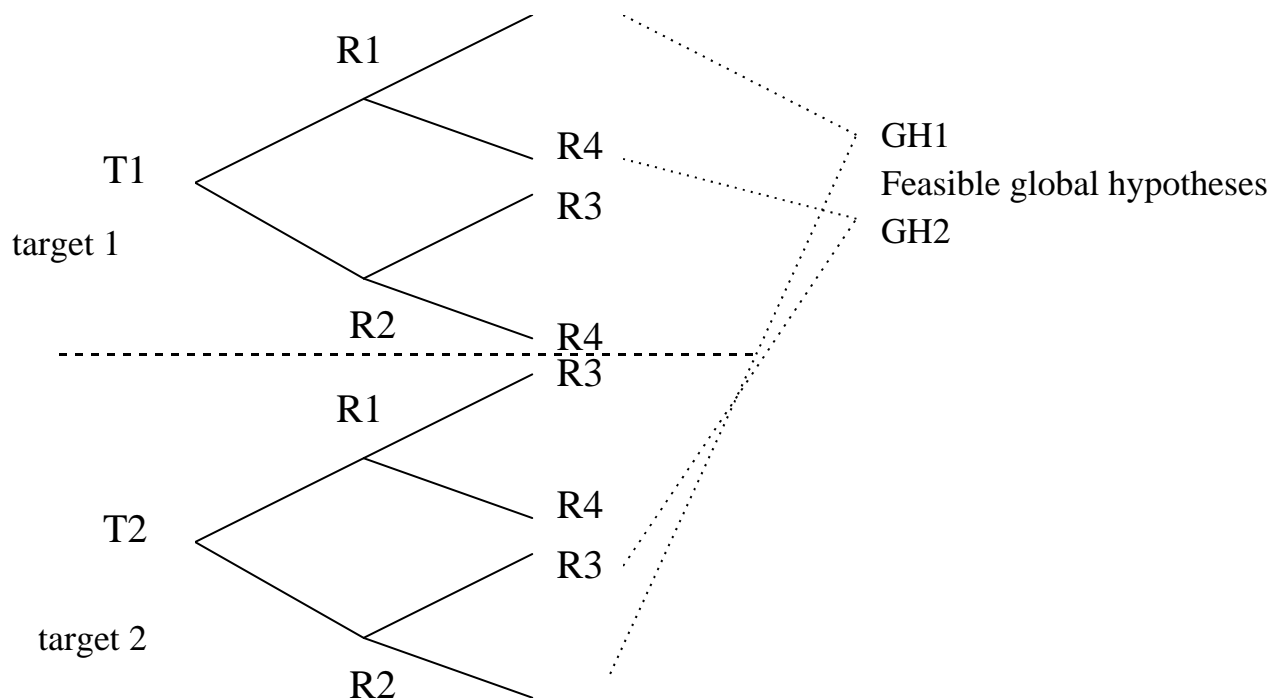 R1
R4
T1
R3
target 1
R2
R4
R3
R1
R4
T2
R3
target 2
R2
GH1
Feasible global hypotheses
GH2